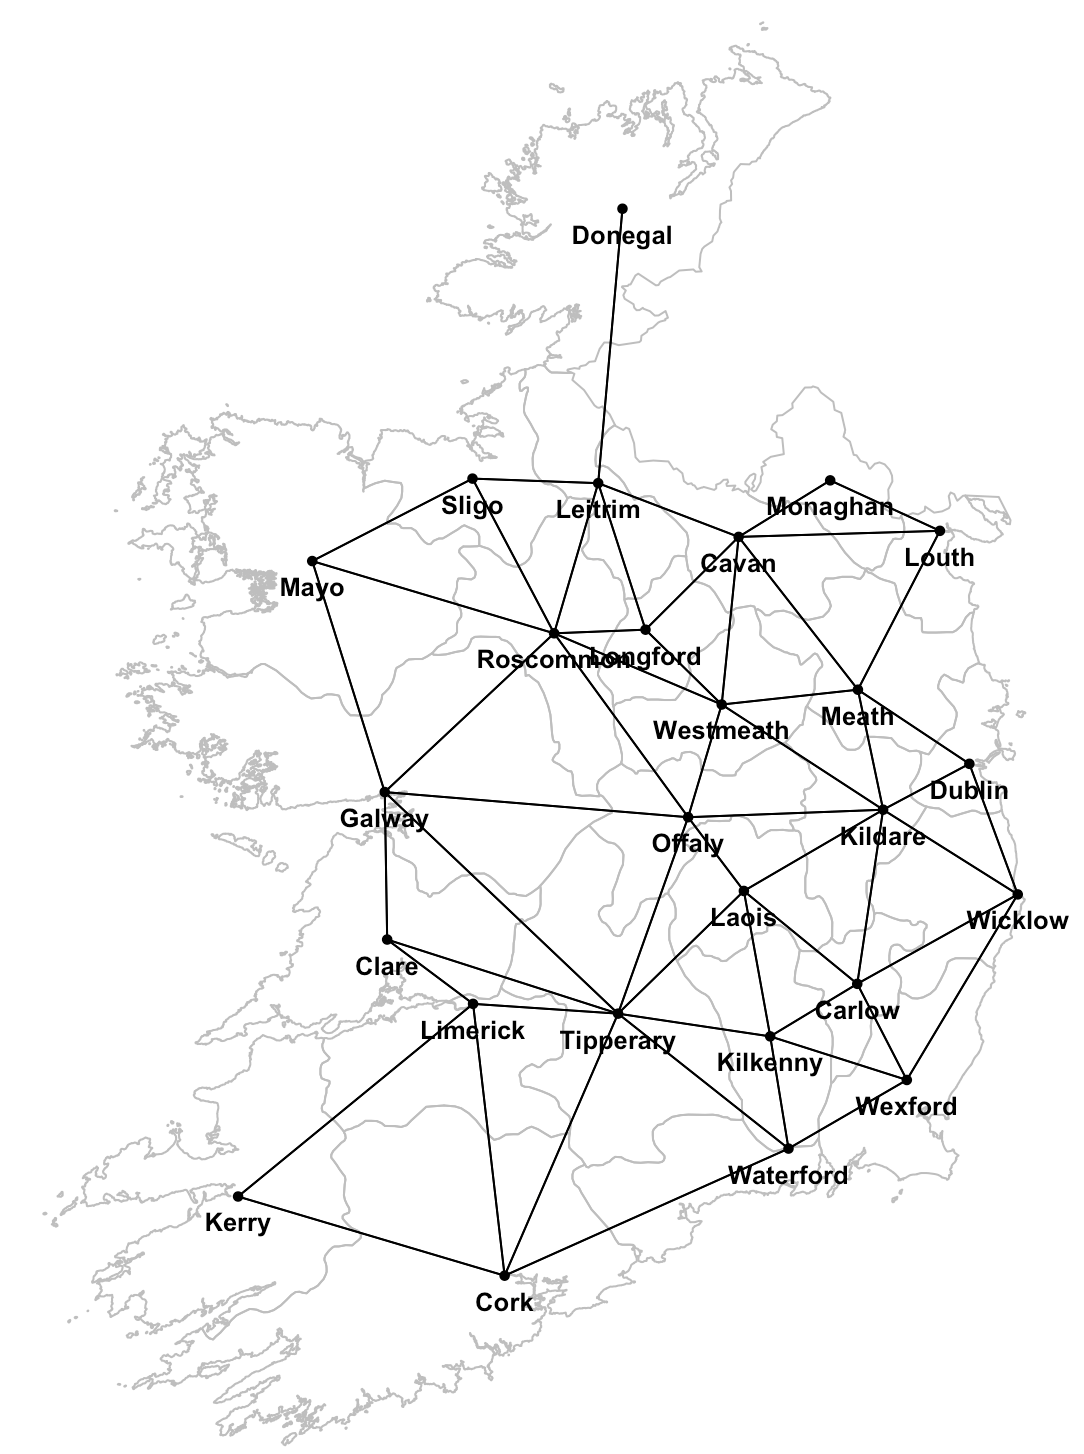 Donegal
Sligo
Leitrim
Monaghan
Cavan
Louth
Mayo
Roscommon
Longford
Westmeath
Meath
Dublin
Galway
Offaly
Kildare
Laois
Wicklow
Clare
Limerick
Tipperary
Carlow
Kilkenny
Wexford
Waterford
Kerry
Cork